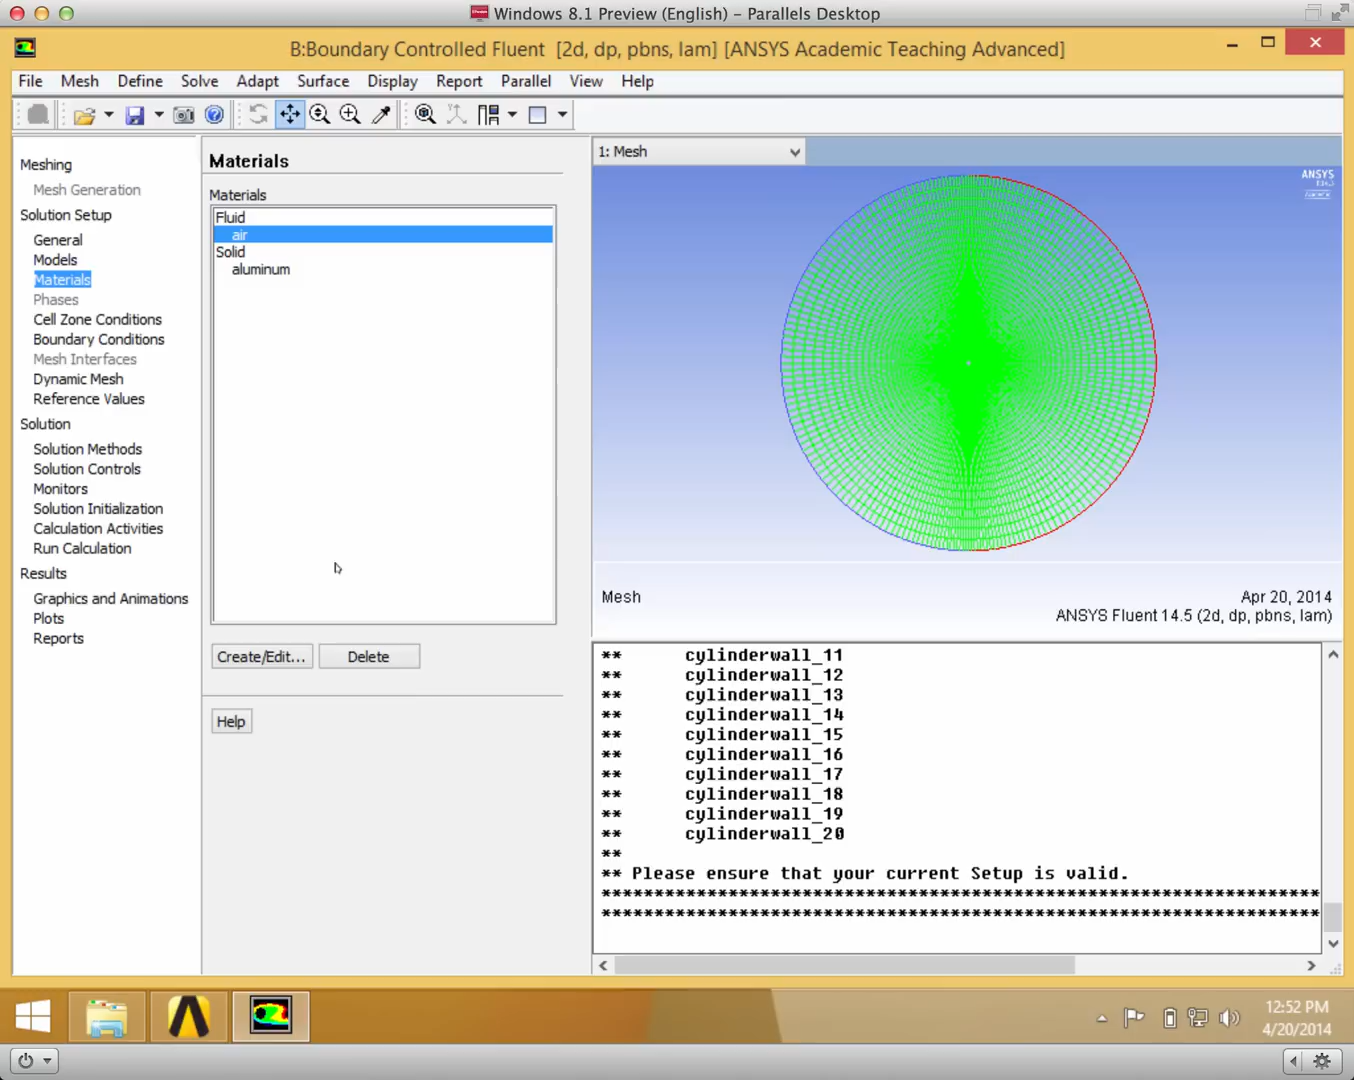 Windows 8.1 Preview (English) – Parallels Desktop
B:Boundary Controlled Fluent [2d, dp, pbns, lam] [ANSYS Academic Teaching Advanced]
File Mesh Define Solve Adapt Surface Display Report Parallel View Help
Meshing
Mesh Generation
Solution Setup
General
Models
Materials
Phases
Cell Zone Conditions
Boundary Conditions
Mesh Interfaces
Dynamic Mesh
Reference Values
Solution
Solution Methods
Solution Controls
Monitors
Solution Initialization
Calculation Activities
Run Calculation
Results
Graphics and Animations
Plots
Reports
Materials
Materials
Fluid
air
Solid
aluminum
Create/Edit...
Delete
Help
1: Mesh
ANSYS
Mesh
Apr 20, 2014
ANSYS Fluent 14.5 (2d, dp, pbns, lam)
** cylinderwall_11
** cylinderwall_12
** cylinderwall_13
** cylinderwall_14
** cylinderwall_15
** cylinderwall_16
** cylinderwall_17
** cylinderwall_18
** cylinderwall_19
** cylinderwall_20
**
** Please ensure that your current Setup is valid.
12:52 PM
4/20/2014